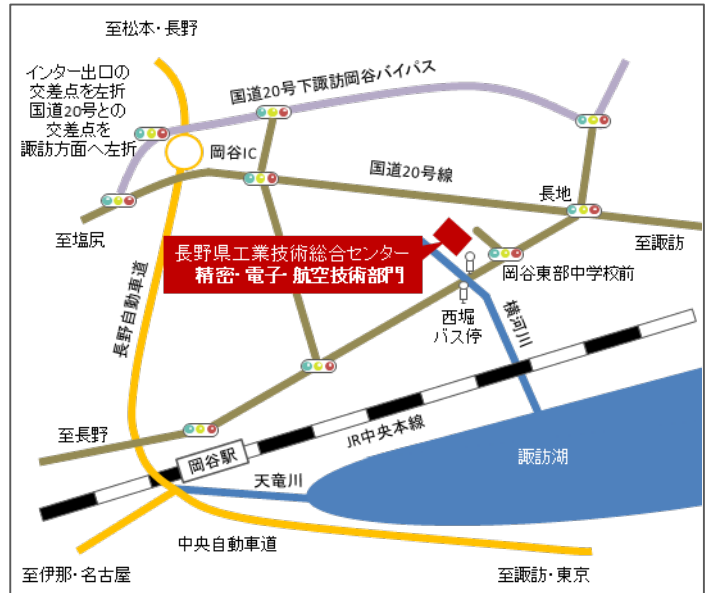 至松本・長野
インター出口の
交差点を左折
国道20号との
交差点を
諏訪方面へ左折
国道20号下諏訪岡谷バイパス
岡谷IC
国道20号線
長地
至塩尻
至諏訪
長野県工業技術総合センター
精密・電子・航空技術部門
岡谷東部中学校前
長野自動車道
西堀
バス停
横河川
至長野
JR中央本線
岡谷駅
諏訪湖
天竜川
中央自動車道
至伊那・名古屋
至諏訪・東京